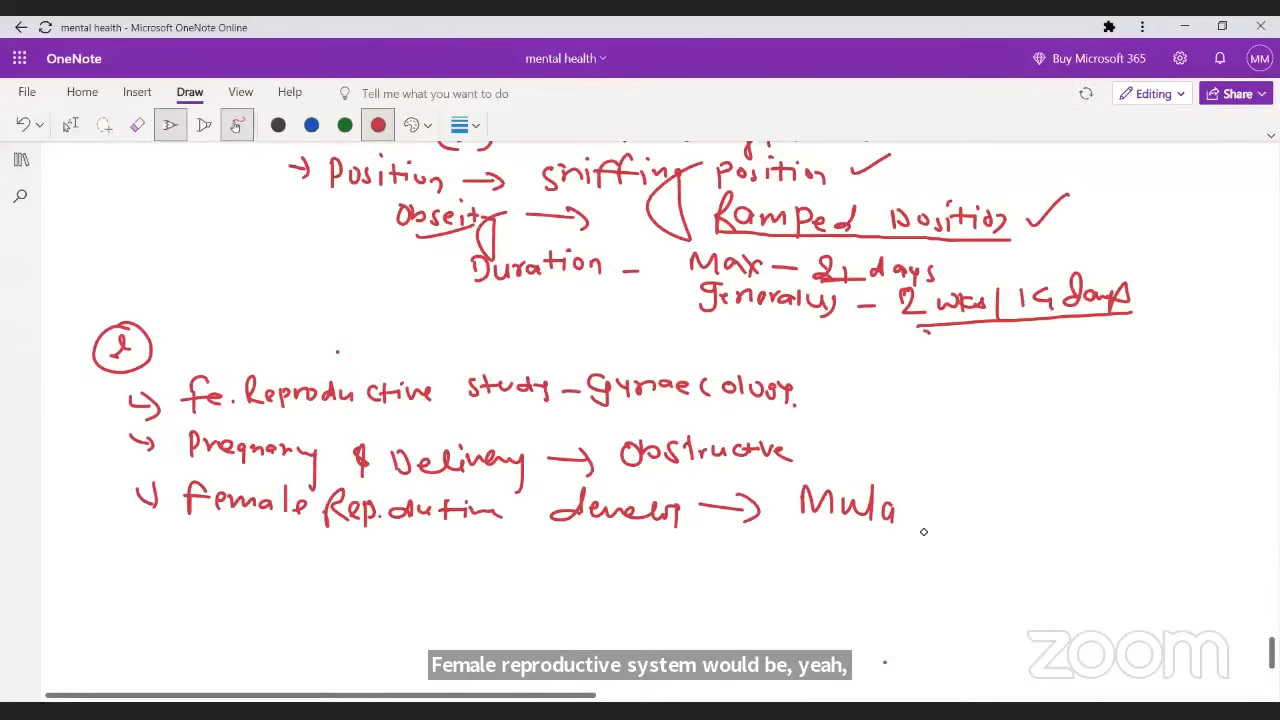 mental health - Microsoft OneNote Online
OneNote
mental health
Buy Microsoft 365
MM
File Home Insert Draw View Help Tell me what you want to do
Editing
Share
→ Position → sniffing position ✓
Obseity → Ramped position ✓
Duration - Max - 21 days
Generally - 2 wks / 14 days
→ fe. Reproductive study - Gynaecology.
→ Pregnancy & Delivery → Obstructive
→ female Rep.dutive develop → Mula
zoom
Female reproductive system would be, yeah,